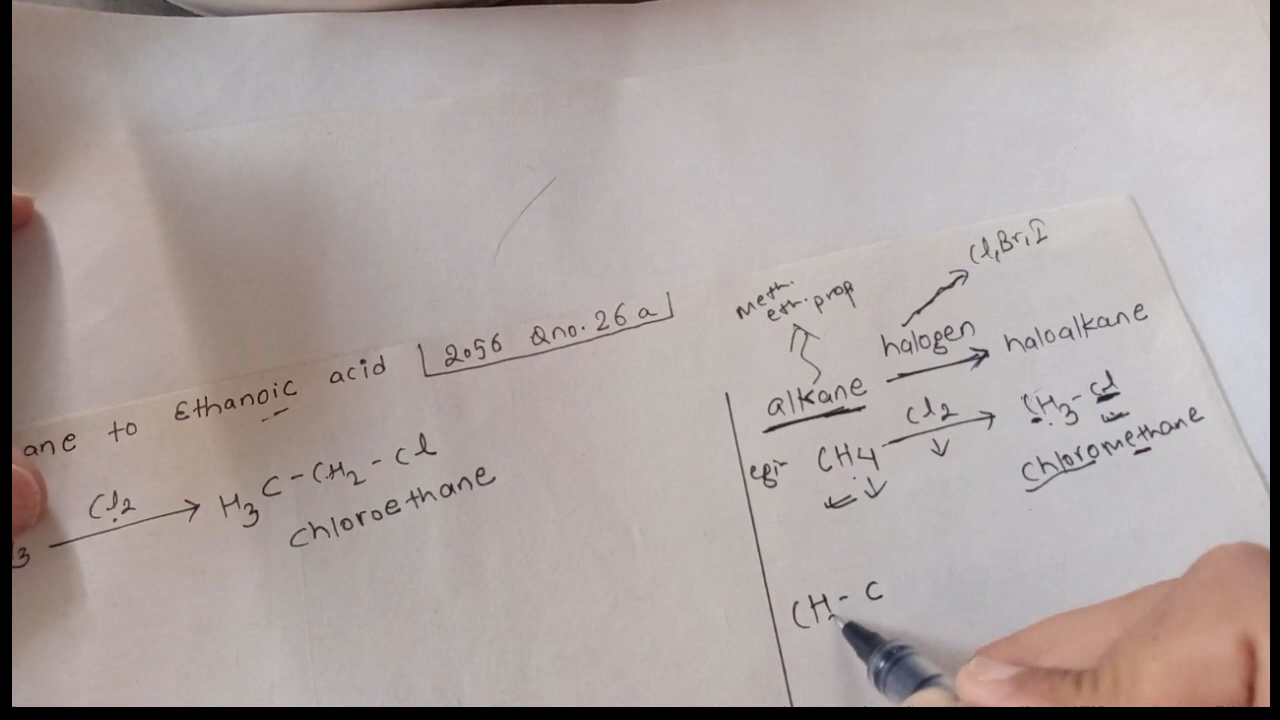 ane to Ethanoic acid 2056 Qno. 26 a
3 Cl2 → H3C-CH2-Cl
Chloroethane
Cl, Br, I
Meth.
eth. prop
alkane halogen → haloalkane
eg:- CH4 Cl2 → CH3-Cl
Chloromethane
CH- C